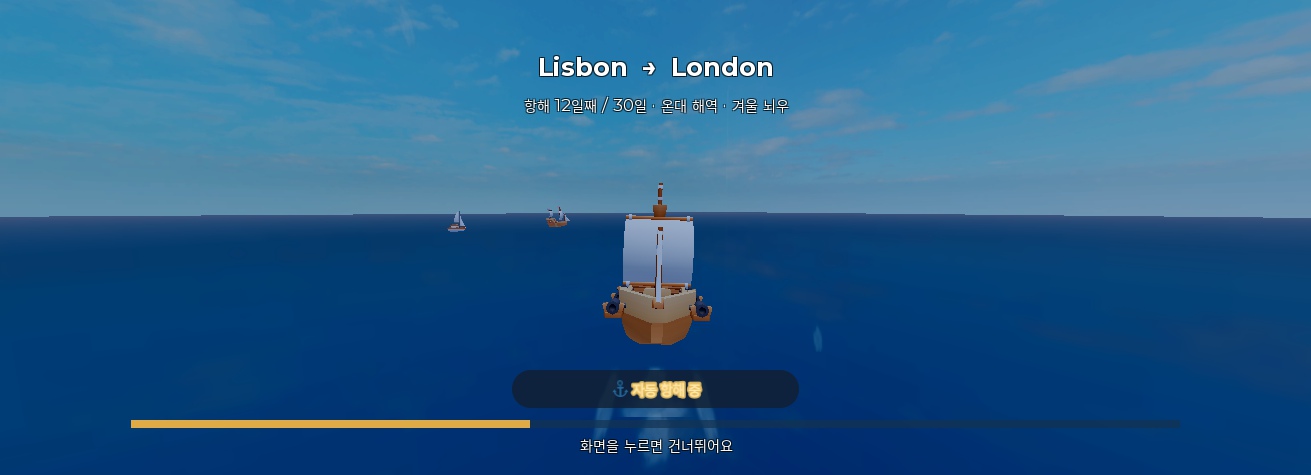 Lisbon → London
항해 12일째 / 30일 · 온대 해역 · 겨울 뇌우
⚓ 자동 항해 중
화면을 누르면 건너뛰어요